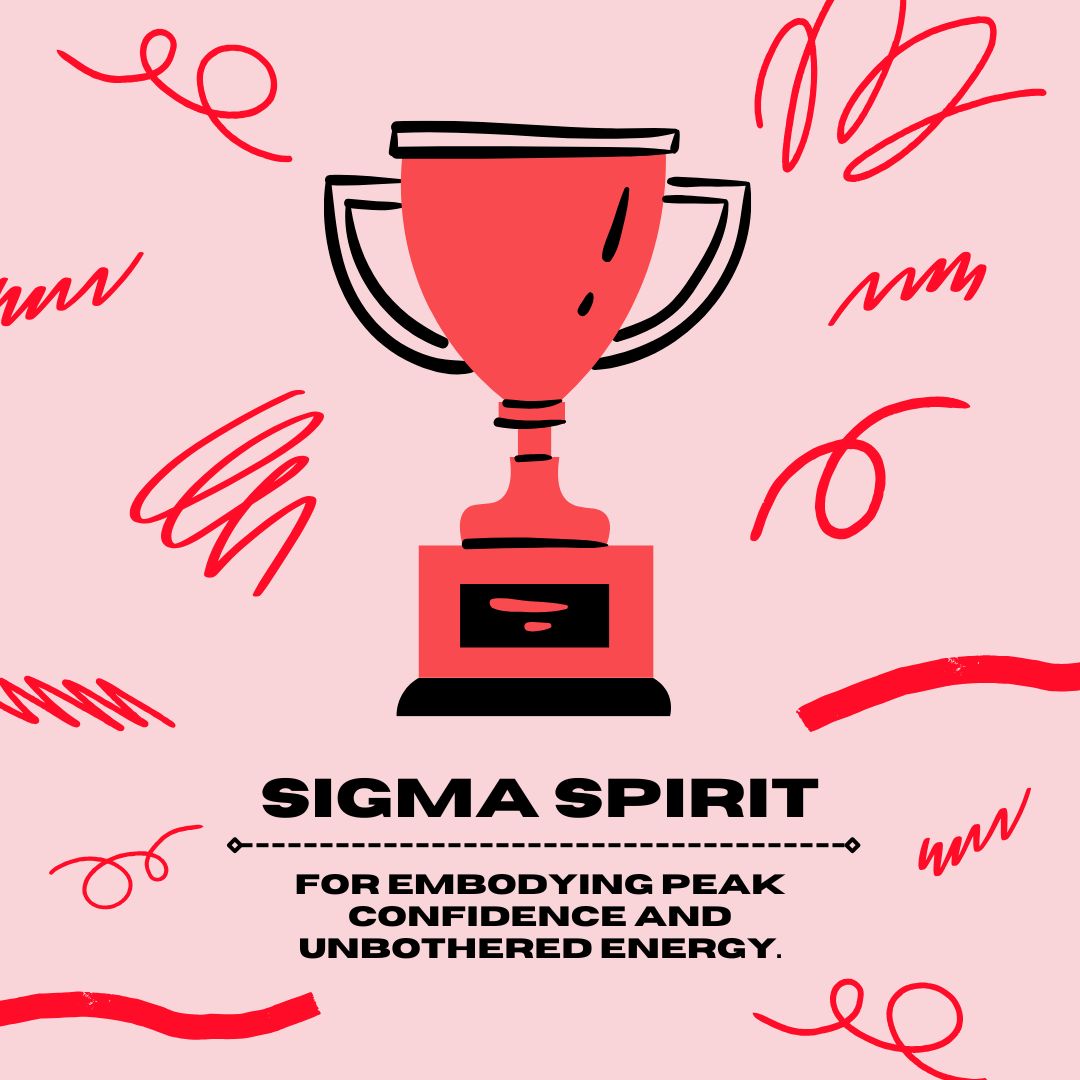 SIGMA SPIRIT
FOR EMBODYING PEAK
CONFIDENCE AND
UNBOTHERED ENERGY.